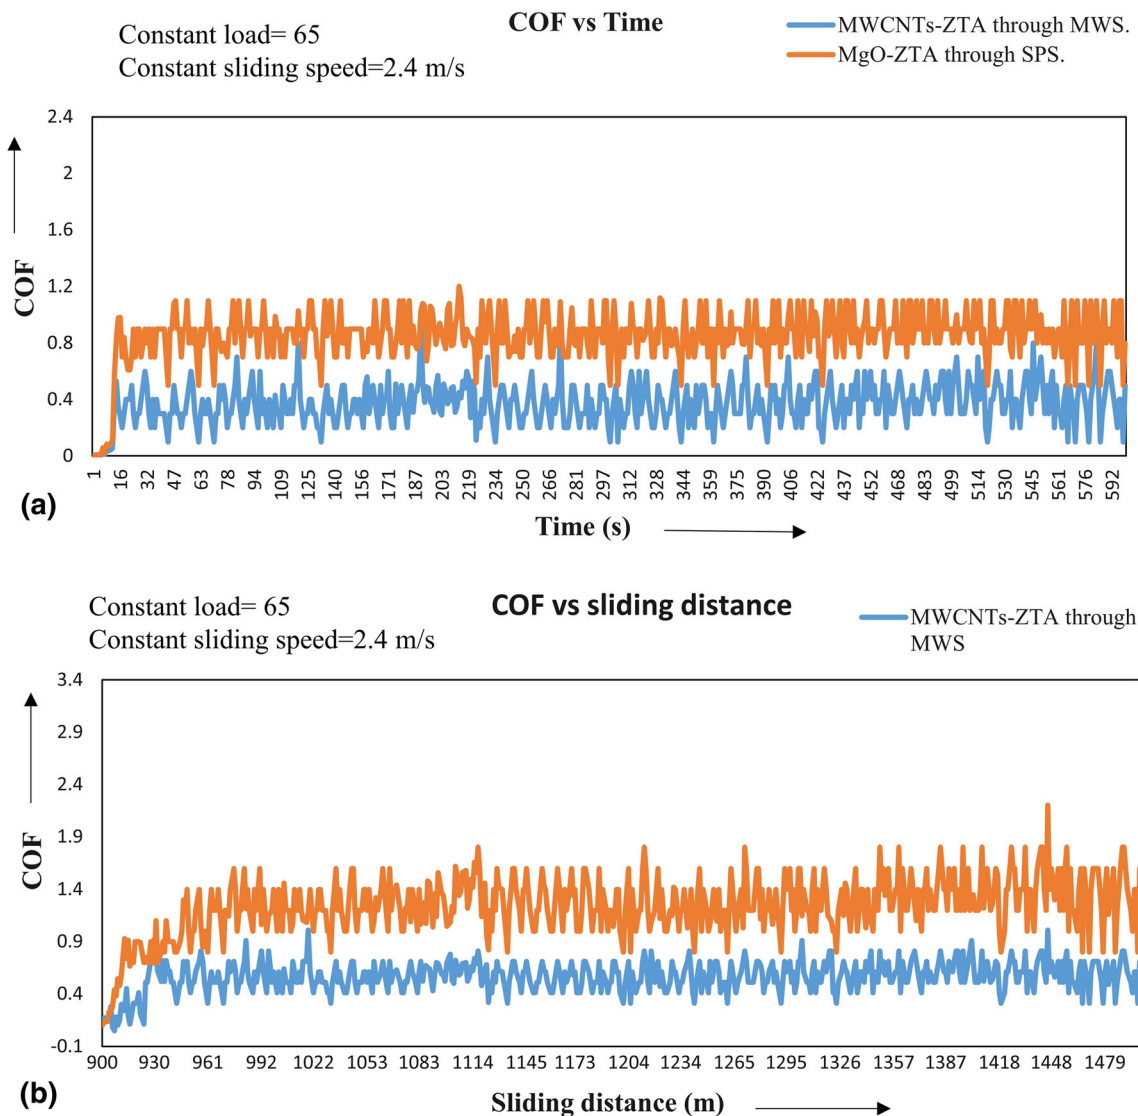 COF vs Time
Constant load= 65
Constant sliding speed=2.4 m/s
MWCNTs-ZTA through MWS.
MgO-ZTA through SPS.
2.4
2
1.6
1.2
0.8
0.4
0
COF
1 16 32 47 63 78 94 109 125 140 156 171 187 203 219 234 250 266 281 297 312 328 344 359 375 390 406 422 437 452 468 483 499 514 530 545 561 576 592
(a)
Time (s)
COF vs sliding distance
Constant load= 65
Constant sliding speed=2.4 m/s
MWCNTs-ZTA through
MWS
3.4
2.9
2.4
1.9
1.4
0.9
0.4
-0.1
COF
900 930 961 992 1022 1053 1083 1114 1145 1173 1204 1234 1265 1295 1326 1357 1387 1418 1448 1479
(b)
Sliding distance (m)